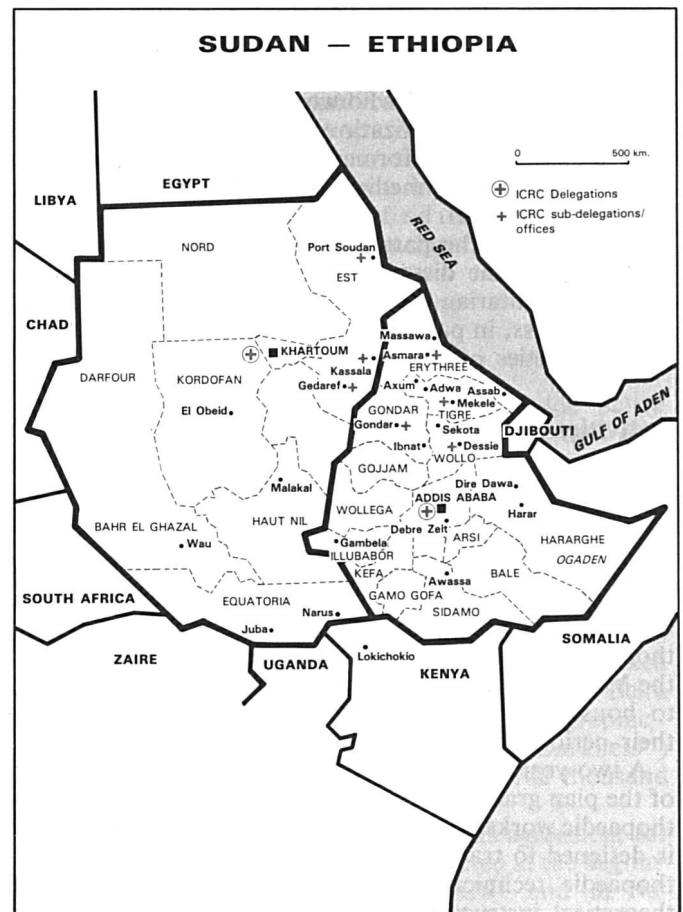 SUDAN — ETHIOPIA
0 500 km.
ICRC Delegations
ICRC sub-delegations/
offices
LIBYA
EGYPT
RED SEA
NORD
Port Soudan
EST
CHAD
Massawa
KHARTOUM
Asmara
Kassala
ERYTHREE
DARFOUR
KORDOFAN
Gedaref
Axum
Adwa
Assab
Mekele
El Obeid
GONDAR
TIGRE
GULF OF ADEN
Gondar
Sekota
DJIBOUTI
Ibnat
Dessie
GOJJAM
WOLLO
Malakal
Dire Dawa
ADDIS ABABA
WOLLEGA
Harar
BAHR EL GHAZAL
HAUT NIL
Debre Zeit
ARSI
HARARGHE
Wau
Gambela
ILLUBABOR
OGADEN
KEFA
BALE
Awassa
SOUTH AFRICA
EQUATORIA
GAMO GOFA
Narus
SIDAMO
Juba
SOMALIA
ZAIRE
UGANDA
Lokichokio
KENYA